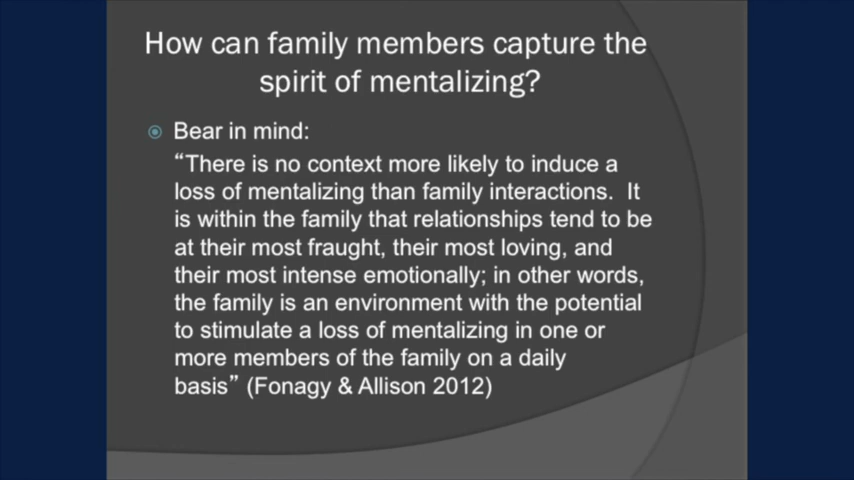 How can family members capture the
spirit of mentalizing?
Bear in mind:
“There is no context more likely to induce a
loss of mentalizing than family interactions.  It
is within the family that relationships tend to be
at their most fraught, their most loving, and
their most intense emotionally; in other words,
the family is an environment with the potential
to stimulate a loss of mentalizing in one or
more members of the family on a daily
basis” (Fonagy & Allison 2012)